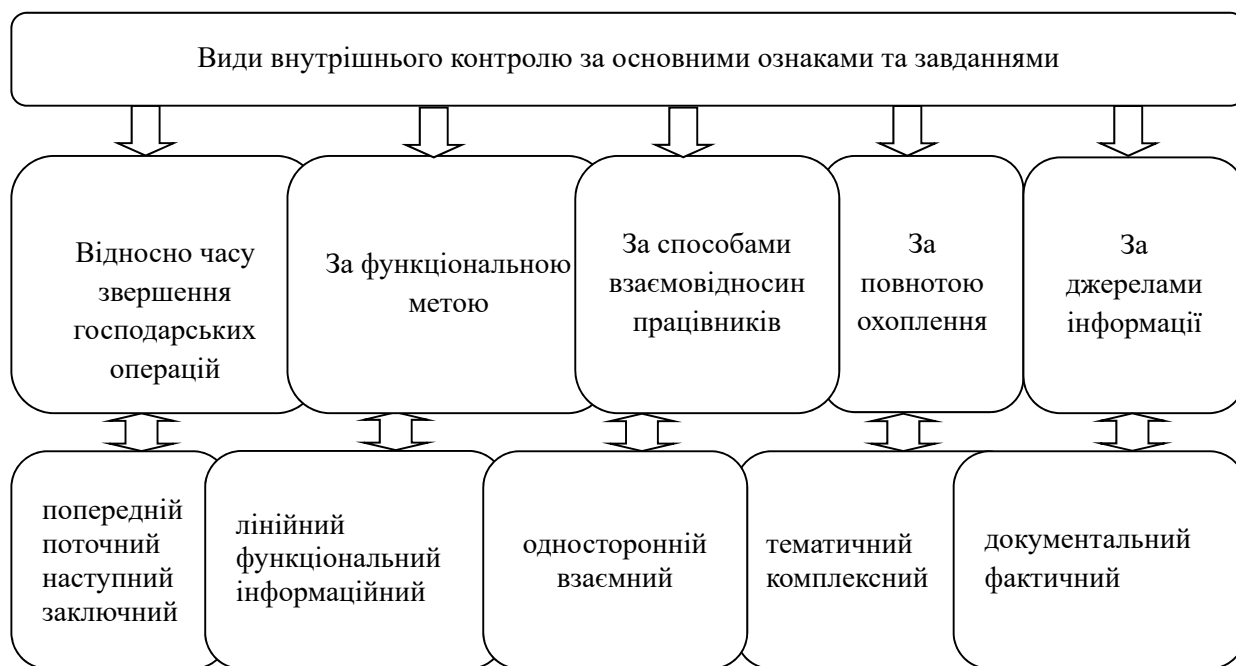 Види внутрішнього контролю за основними ознаками та завданнями
Відносно часу
звершення
господарських
операцій
За функціональною
метою
За способами
взаємовідносин
працівників
За
повнотою
охоплення
За
джерелами
інформації
попередній
поточний
наступний
заключний
лінійний
функціональний
інформаційний
односторонній
взаємний
тематичний
комплексний
документальний
фактичний